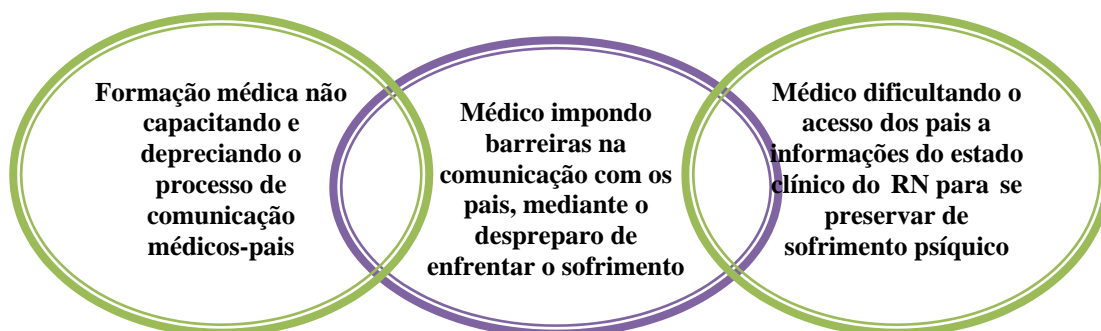 Formação médica não
capacitando e
depreciando o
processo de
comunicação
médicos-pais
Médico impondo
barreiras na
comunicação com os
pais, mediante o
despreparo de
enfrentar o sofrimento
Médico dificultando o
acesso dos pais a
informações do estado
clínico do RN para se
preservar de
sofrimento psíquico